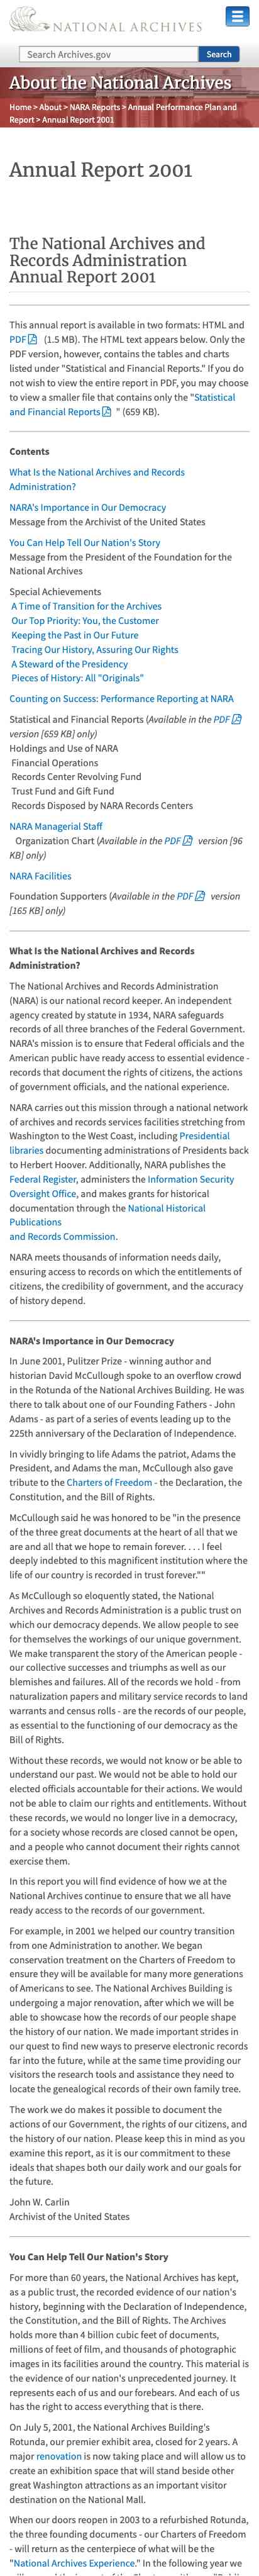 NATIONAL ARCHIVES
Search Archives.gov
Search
About the National Archives
Home > About > NARA Reports > Annual Performance Plan and
Report > Annual Report 2001
Annual Report 2001
The National Archives and
Records Administration
Annual Report 2001
This annual report is available in two formats: HTML and
PDF (1.5 MB). The HTML text appears below. Only the
PDF version, however, contains the tables and charts
listed under "Statistical and Financial Reports." If you do
not wish to view the entire report in PDF, you may choose
to view a smaller file that contains only the "Statistical
and Financial Reports " (659 KB).
Contents
What Is the National Archives and Records
Administration?
NARA's Importance in Our Democracy
Message from the Archivist of the United States
You Can Help Tell Our Nation's Story
Message from the President of the Foundation for the
National Archives
Special Achievements
A Time of Transition for the Archives
Our Top Priority: You, the Customer
Keeping the Past in Our Future
Tracing Our History, Assuring Our Rights
A Steward of the Presidency
Pieces of History: All "Originals"
Counting on Success: Performance Reporting at NARA
Statistical and Financial Reports (Available in the PDF
version [659 KB] only)
Holdings and Use of NARA
Financial Operations
Records Center Revolving Fund
Trust Fund and Gift Fund
Records Disposed by NARA Records Centers
NARA Managerial Staff
Organization Chart (Available in the PDF version [96
KB] only)
NARA Facilities
Foundation Supporters (Available in the PDF version
[165 KB] only)
What Is the National Archives and Records
Administration?
The National Archives and Records Administration
(NARA) is our national record keeper. An independent
agency created by statute in 1934, NARA safeguards
records of all three branches of the Federal Government.
NARA's mission is to ensure that Federal officials and the
American public have ready access to essential evidence -
records that document the rights of citizens, the actions
of government officials, and the national experience.
NARA carries out this mission through a national network
of archives and records services facilities stretching from
Washington to the West Coast, including Presidential
libraries documenting administrations of Presidents back
to Herbert Hoover. Additionally, NARA publishes the
Federal Register, administers the Information Security
Oversight Office, and makes grants for historical
documentation through the National Historical
Publications
and Records Commission.
NARA meets thousands of information needs daily,
ensuring access to records on which the entitlements of
citizens, the credibility of government, and the accuracy
of history depend.
NARA's Importance in Our Democracy
In June 2001, Pulitzer Prize - winning author and
historian David McCullough spoke to an overflow crowd
in the Rotunda of the National Archives Building. He was
there to talk about one of our Founding Fathers - John
Adams - as part of a series of events leading up to the
225th anniversary of the Declaration of Independence.
In vividly bringing to life Adams the patriot, Adams the
President, and Adams the man, McCullough also gave
tribute to the Charters of Freedom - the Declaration, the
Constitution, and the Bill of Rights.
McCullough said he was honored to be "in the presence
of the three great documents at the heart of all that we
are and all that we hope to remain forever. . . . I feel
deeply indebted to this magnificent institution where the
life of our country is recorded in trust forever.""
As McCullough so eloquently stated, the National
Archives and Records Administration is a public trust on
which our democracy depends. We allow people to see
for themselves the workings of our unique government.
We make transparent the story of the American people -
our collective successes and triumphs as well as our
blemishes and failures. All of the records we hold - from
naturalization papers and military service records to land
warrants and census rolls - are the records of our people,
as essential to the functioning of our democracy as the
Bill of Rights.
Without these records, we would not know or be able to
understand our past. We would not be able to hold our
elected officials accountable for their actions. We would
not be able to claim our rights and entitlements. Without
these records, we would no longer live in a democracy,
for a society whose records are closed cannot be open,
and a people who cannot document their rights cannot
exercise them.
In this report you will find evidence of how we at the
National Archives continue to ensure that we all have
ready access to the records of our government.
For example, in 2001 we helped our country transition
from one Administration to another. We began
conservation treatment on the Charters of Freedom to
ensure they will be available for many more generations
of Americans to see. The National Archives Building is
undergoing a major renovation, after which we will be
able to showcase how the records of our people shape
the history of our nation. We made important strides in
our quest to find new ways to preserve electronic records
far into the future, while at the same time providing our
visitors the research tools and assistance they need to
locate the genealogical records of their own family tree.
The work we do makes it possible to document the
actions of our Government, the rights of our citizens, and
the history of our nation. Please keep this in mind as you
examine this report, as it is our commitment to these
ideals that shapes both our daily work and our goals for
the future.
John W. Carlin
Archivist of the United States
You Can Help Tell Our Nation's Story
For more than 60 years, the National Archives has kept,
as a public trust, the recorded evidence of our nation's
history, beginning with the Declaration of Independence,
the Constitution, and the Bill of Rights. The Archives
holds more than 4 billion cubic feet of documents,
millions of feet of film, and thousands of photographic
images in its facilities around the country. This material is
the evidence of our nation's unprecedented journey. It
represents each of us and our forebears. And each of us
has the right to access everything that is there.
On July 5, 2001, the National Archives Building's
Rotunda, our premier exhibit area, closed for 2 years. A
major renovation is now taking place and will allow us to
create an exhibition space that will stand beside other
great Washington attractions as an important visitor
destination on the National Mall.
When our doors reopen in 2003 to a refurbished Rotunda,
the three founding documents - our Charters of Freedom
- will return as the centerpiece of what will be the
"National Archives Experience." In the following year we